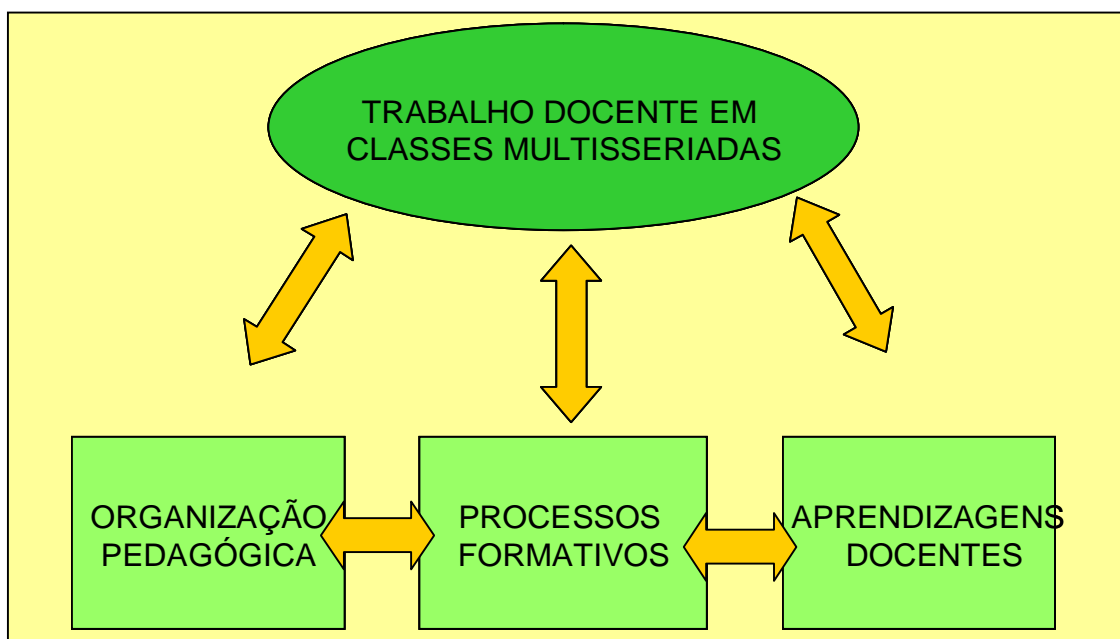 TRABALHO DOCENTE EM
CLASSES MULTISSERIADAS
ORGANIZAÇÃO
PEDAGÓGICA
PROCESSOS
FORMATIVOS
APRENDIZAGENS
DOCENTES